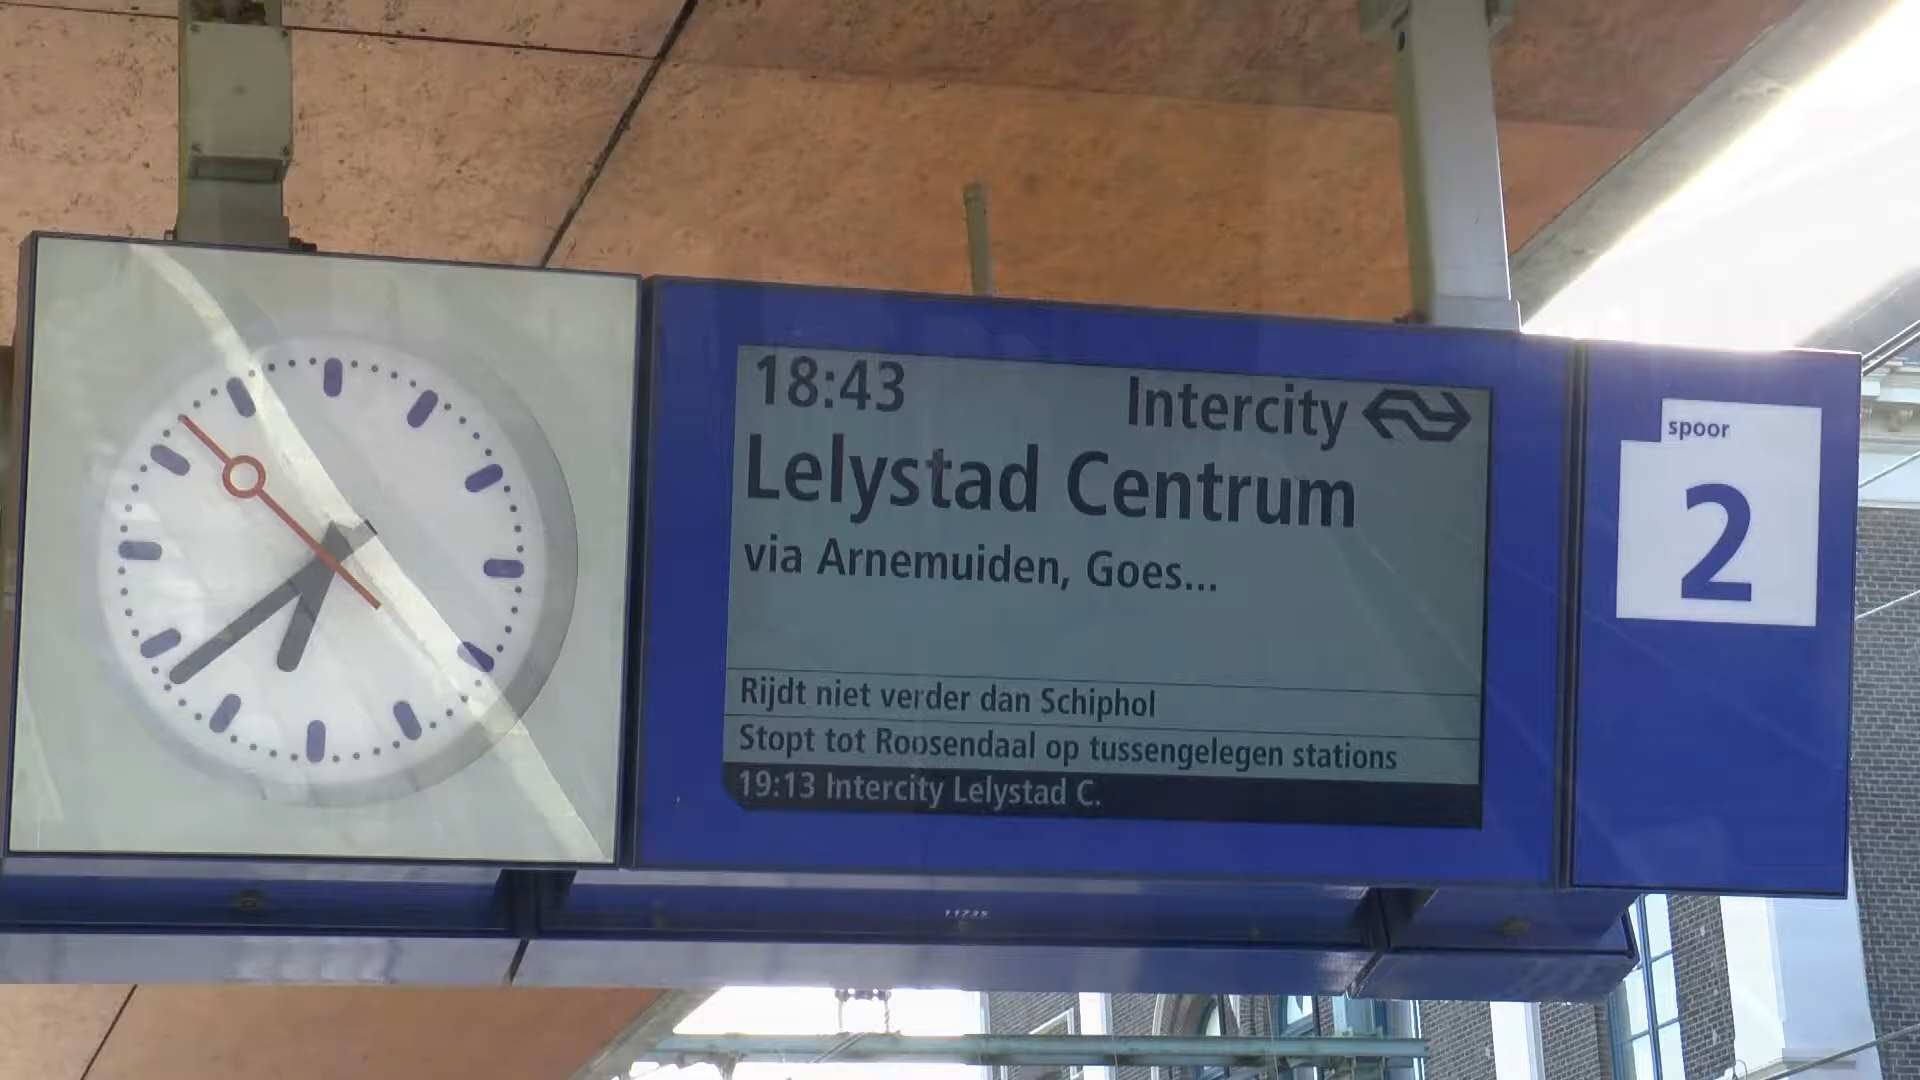 18:43
Intercity
Lelystad Centrum
via Arnemuiden, Goes...
Rijdt niet verder dan Schiphol
Stopt tot Roosendaal op tussengelegen stations
19:13 Intercity Lelystad C.
spoor
2